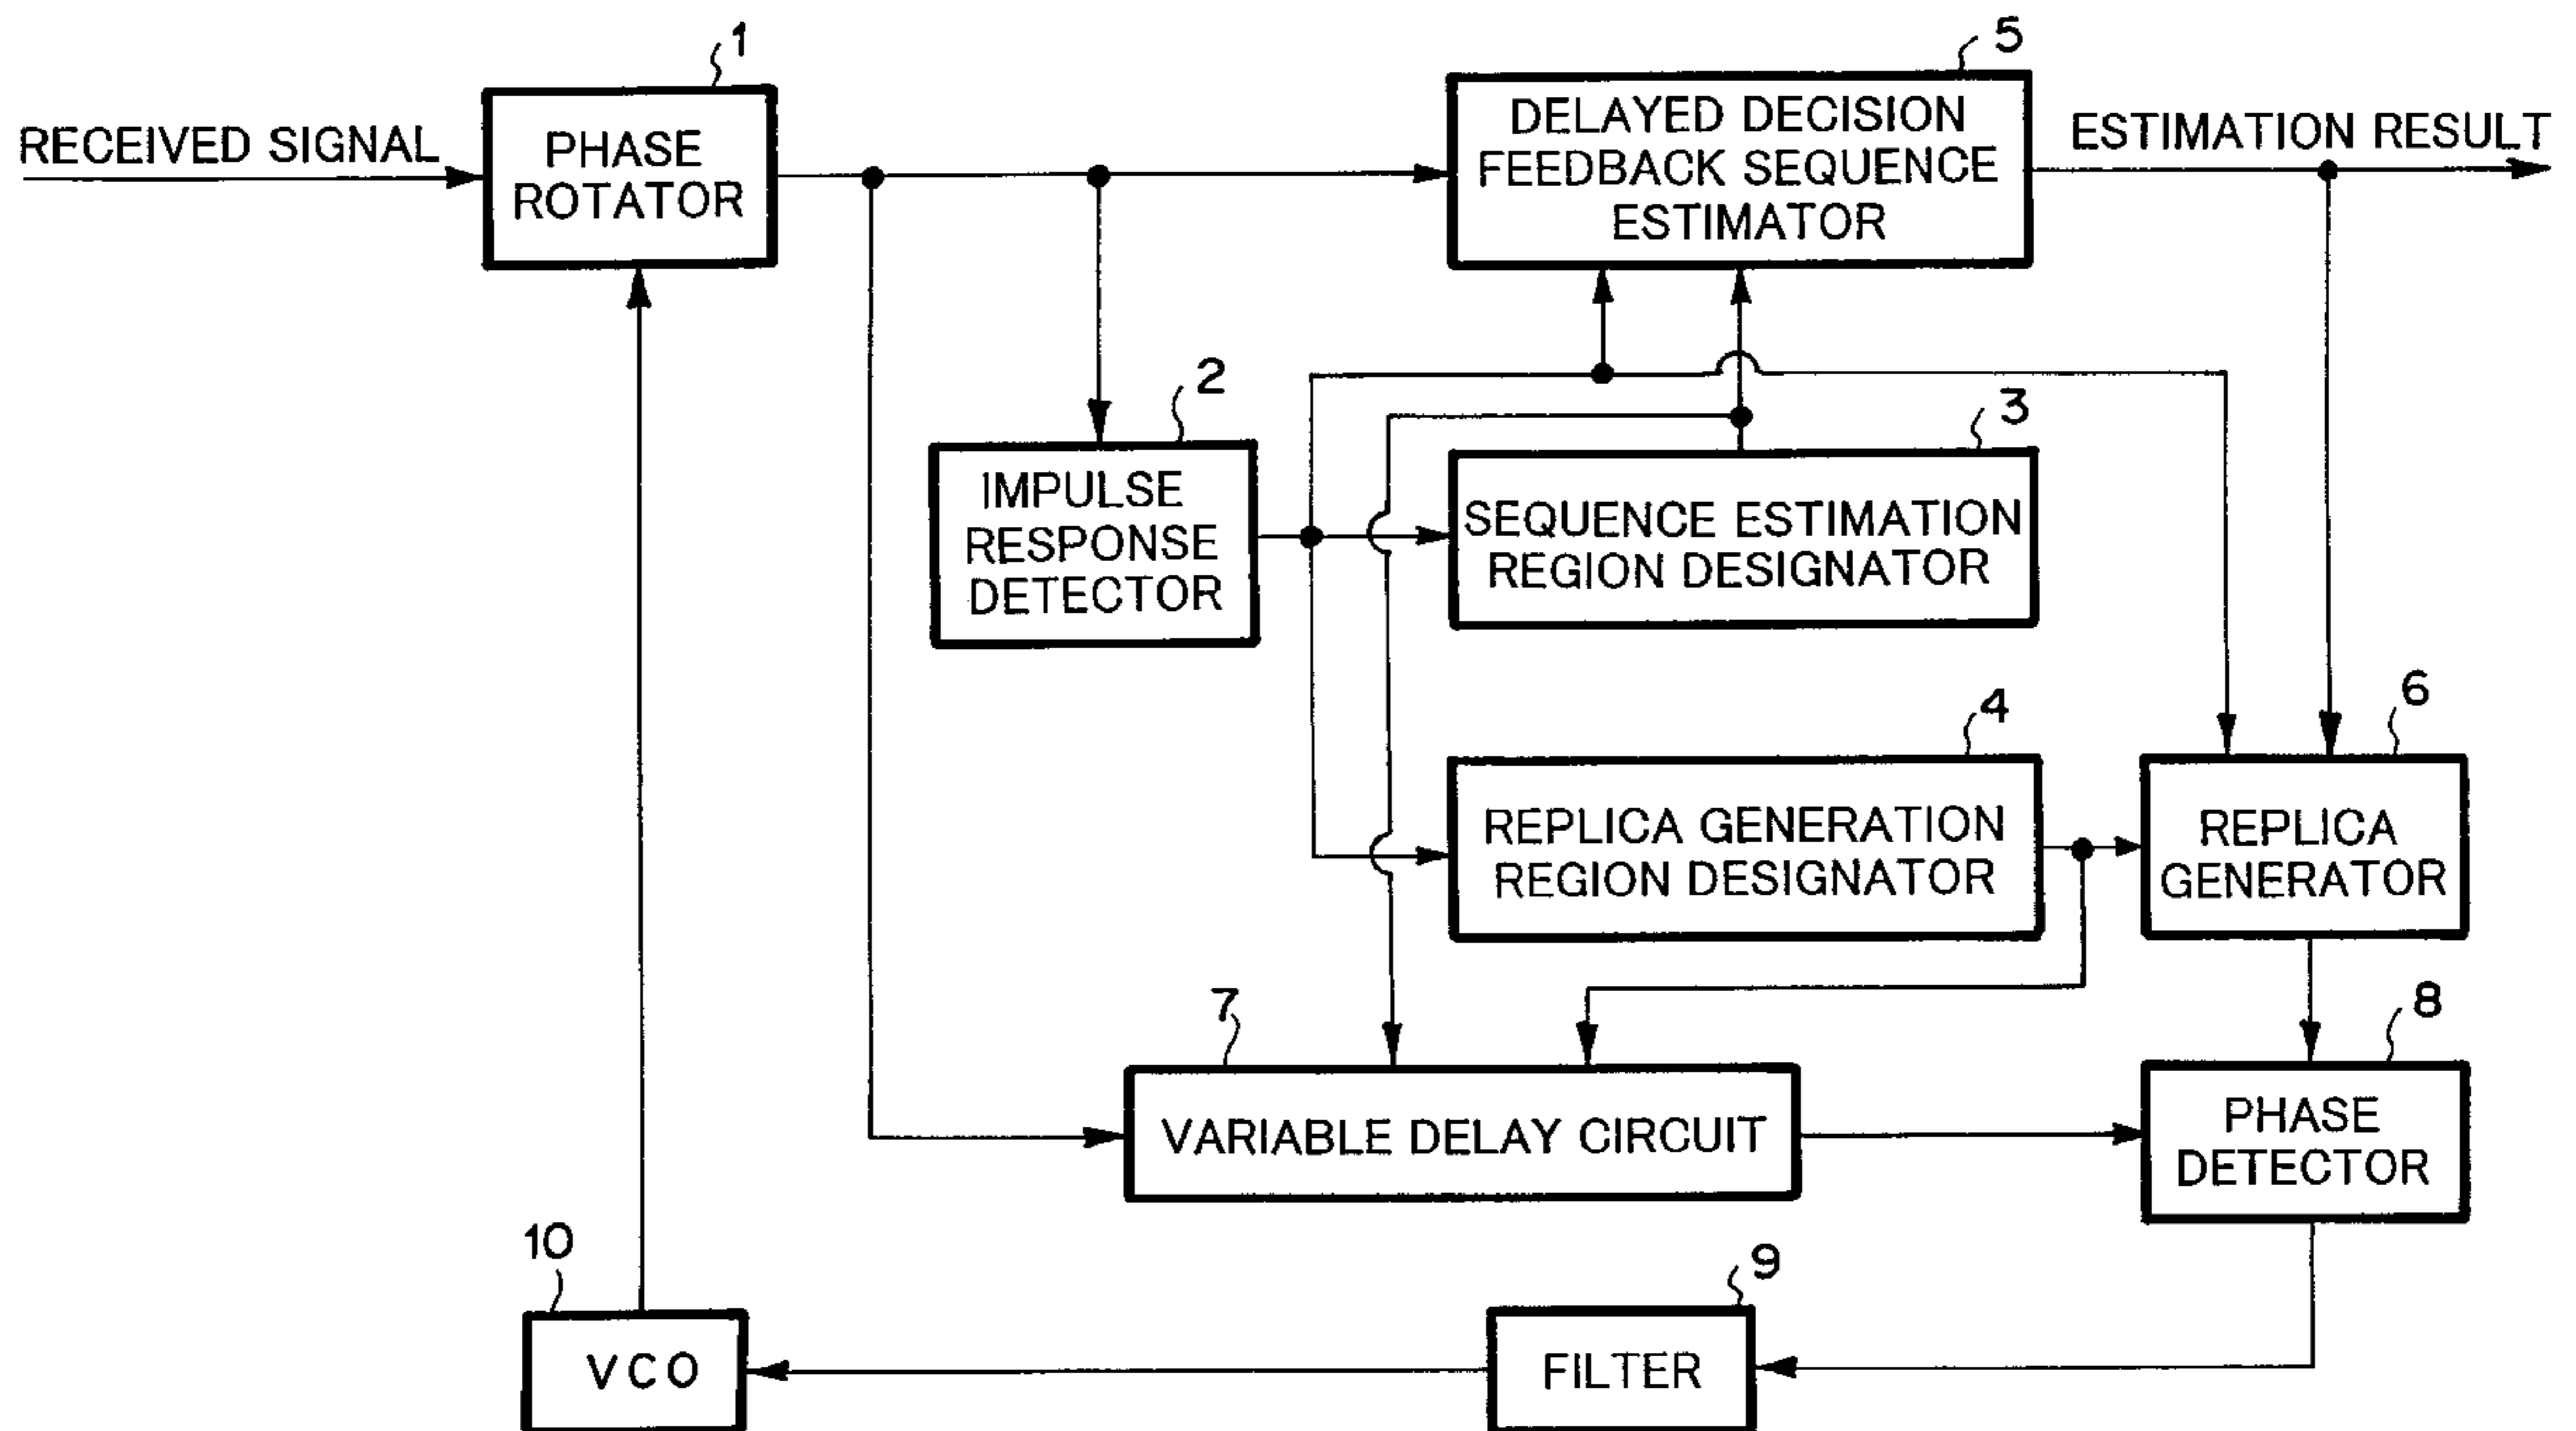 1
5
RECEIVED SIGNAL
PHASE
ROTATOR
DELAYED DECISION
FEEDBACK SEQUENCE
ESTIMATOR
ESTIMATION RESULT
2
3
IMPULSE
RESPONSE
DETECTOR
SEQUENCE ESTIMATION
REGION DESIGNATOR
4
6
REPLICA GENERATION
REGION DESIGNATOR
REPLICA
GENERATOR
7
8
VARIABLE DELAY CIRCUIT
PHASE
DETECTOR
10
9
VCO
FILTER